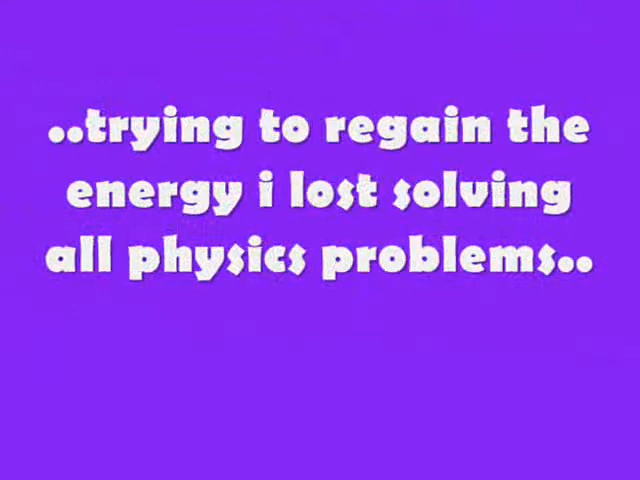 ..trying to regain the
energy i lost solving
all physics problems..